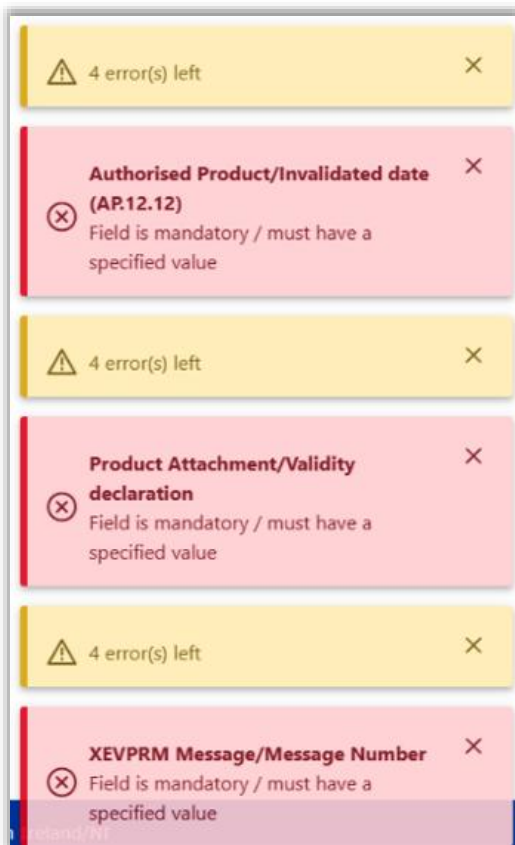 4 error(s) left
Authorised Product/Invalidated date
(AP.12.12)
Field is mandatory / must have a
specified value
4 error(s) left
Product Attachment/Validity
declaration
Field is mandatory / must have a
specified value
4 error(s) left
XEVPRM Message/Message Number
Field is mandatory / must have a
specified value
Ireland/NI